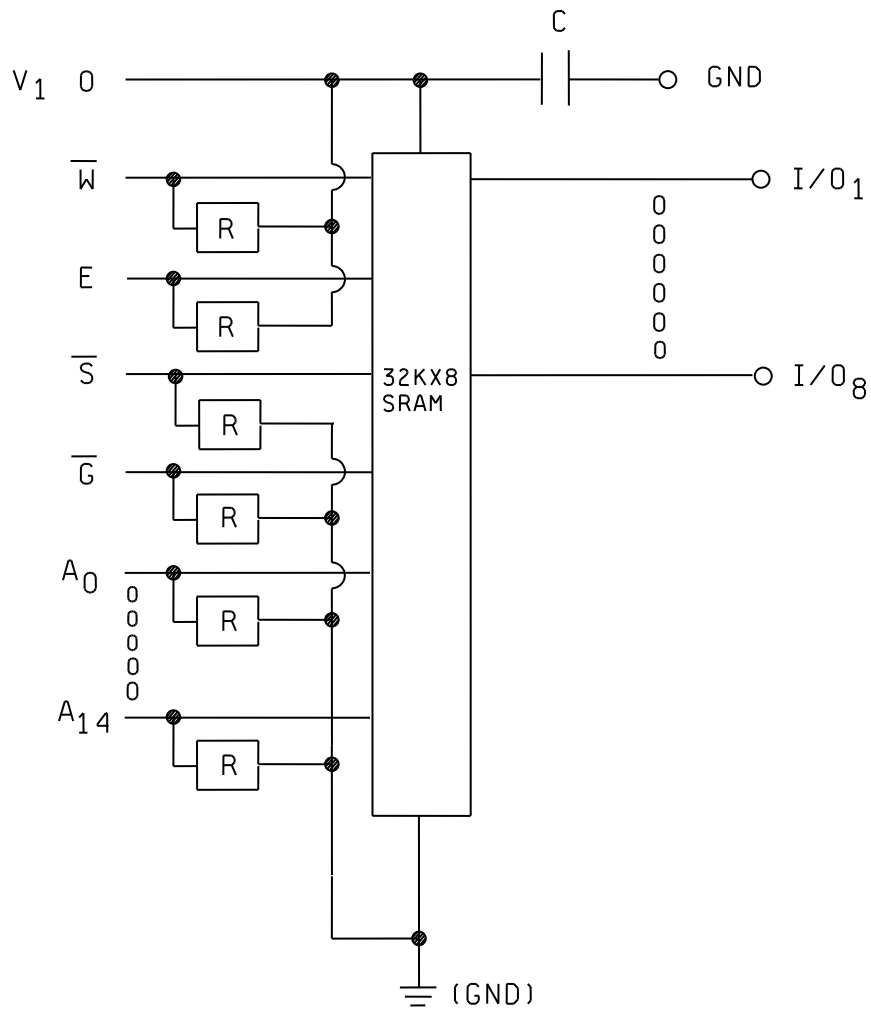 C
V1 O GND
W̅
I/O1
R
O
O
E
O
R
O
O
S̅
O
32KX8
SRAM
I/O8
R
G̅
R
A0
O
O
R
O
O
O
A14
R
(GND)